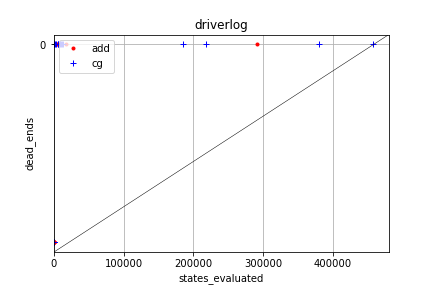 driverlog
0
add
cg
dead_ends
0 100000 200000 300000 400000
states_evaluated